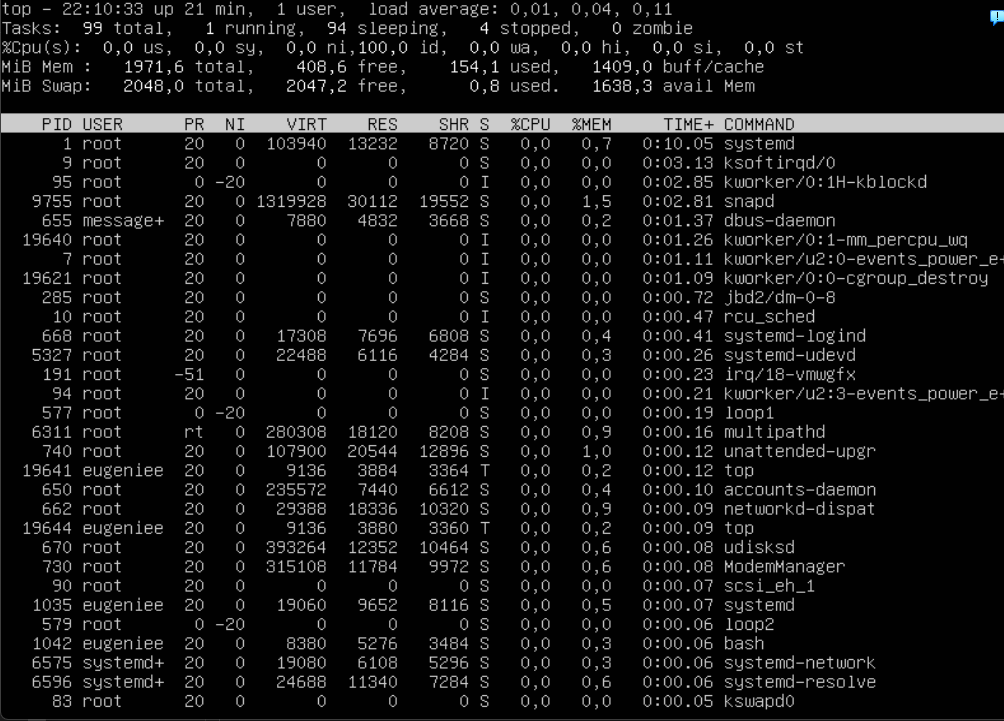 top - 22:10:33 up 21 min,  1 user,  load average: 0,01, 0,04, 0,11
Tasks:  99 total,   1 running,  94 sleeping,   4 stopped,   0 zombie
%Cpu(s):  0,0 us,  0,0 sy,  0,0 ni,100,0 id,  0,0 wa,  0,0 hi,  0,0 si,  0,0 st
MiB Mem :   1971,6 total,    408,6 free,    154,1 used,   1409,0 buff/cache
MiB Swap:   2048,0 total,   2047,2 free,      0,8 used.   1638,3 avail Mem
PID USER      PR  NI    VIRT    RES    SHR S  %CPU  %MEM     TIME+ COMMAND
1 root      20   0  103940  13232   8720 S   0,0   0,7   0:10.05 systemd
9 root      20   0       0      0      0 S   0,0   0,0   0:03.13 ksoftirqd/0
95 root       0 -20       0      0      0 I   0,0   0,0   0:02.85 kworker/0:1H-kblockd
9755 root      20   0 1319928  30112  19552 S   0,0   1,5   0:02.81 snapd
655 message+  20   0    7880   4832   3668 S   0,0   0,2   0:01.37 dbus-daemon
19640 root      20   0       0      0      0 I   0,0   0,0   0:01.26 kworker/0:1-mm_percpu_wq
7 root      20   0       0      0      0 I   0,0   0,0   0:01.11 kworker/u2:0-events_power_e+
19621 root      20   0       0      0      0 I   0,0   0,0   0:01.09 kworker/0:0-cgroup_destroy
285 root      20   0       0      0      0 S   0,0   0,0   0:00.72 jbd2/dm-0-8
10 root      20   0       0      0      0 I   0,0   0,0   0:00.47 rcu_sched
668 root      20   0   17308   7696   6808 S   0,0   0,4   0:00.41 systemd-logind
5327 root      20   0   22488   6116   4284 S   0,0   0,3   0:00.26 systemd-udevd
191 root     -51   0       0      0      0 S   0,0   0,0   0:00.23 irq/18-vmwgfx
94 root      20   0       0      0      0 I   0,0   0,0   0:00.21 kworker/u2:3-events_power_e+
577 root       0 -20       0      0      0 S   0,0   0,0   0:00.19 loop1
6311 root      rt   0  280308  18120   8208 S   0,0   0,9   0:00.16 multipathd
740 root      20   0  107900  20544  12896 S   0,0   1,0   0:00.12 unattended-upgr
19641 eugeniee  20   0    9136   3884   3364 T   0,0   0,2   0:00.12 top
650 root      20   0  235572   7440   6612 S   0,0   0,4   0:00.10 accounts-daemon
662 root      20   0   29388  18336  10320 S   0,0   0,9   0:00.09 networkd-dispat
19644 eugeniee  20   0    9136   3880   3360 T   0,0   0,2   0:00.09 top
670 root      20   0  393264  12352  10464 S   0,0   0,6   0:00.08 udisksd
730 root      20   0  315108  11784   9972 S   0,0   0,6   0:00.08 ModemManager
90 root      20   0       0      0      0 S   0,0   0,0   0:00.07 scsi_eh_1
1035 eugeniee  20   0   19060   9652   8116 S   0,0   0,5   0:00.07 systemd
579 root       0 -20       0      0      0 S   0,0   0,0   0:00.06 loop2
1042 eugeniee  20   0    8380   5276   3484 S   0,0   0,3   0:00.06 bash
6575 systemd+  20   0   19080   6108   5296 S   0,0   0,3   0:00.06 systemd-network
6596 systemd+  20   0   24688  11340   7284 S   0,0   0,6   0:00.06 systemd-resolve
83 root      20   0       0      0      0 S   0,0   0,0   0:00.05 kswapd0